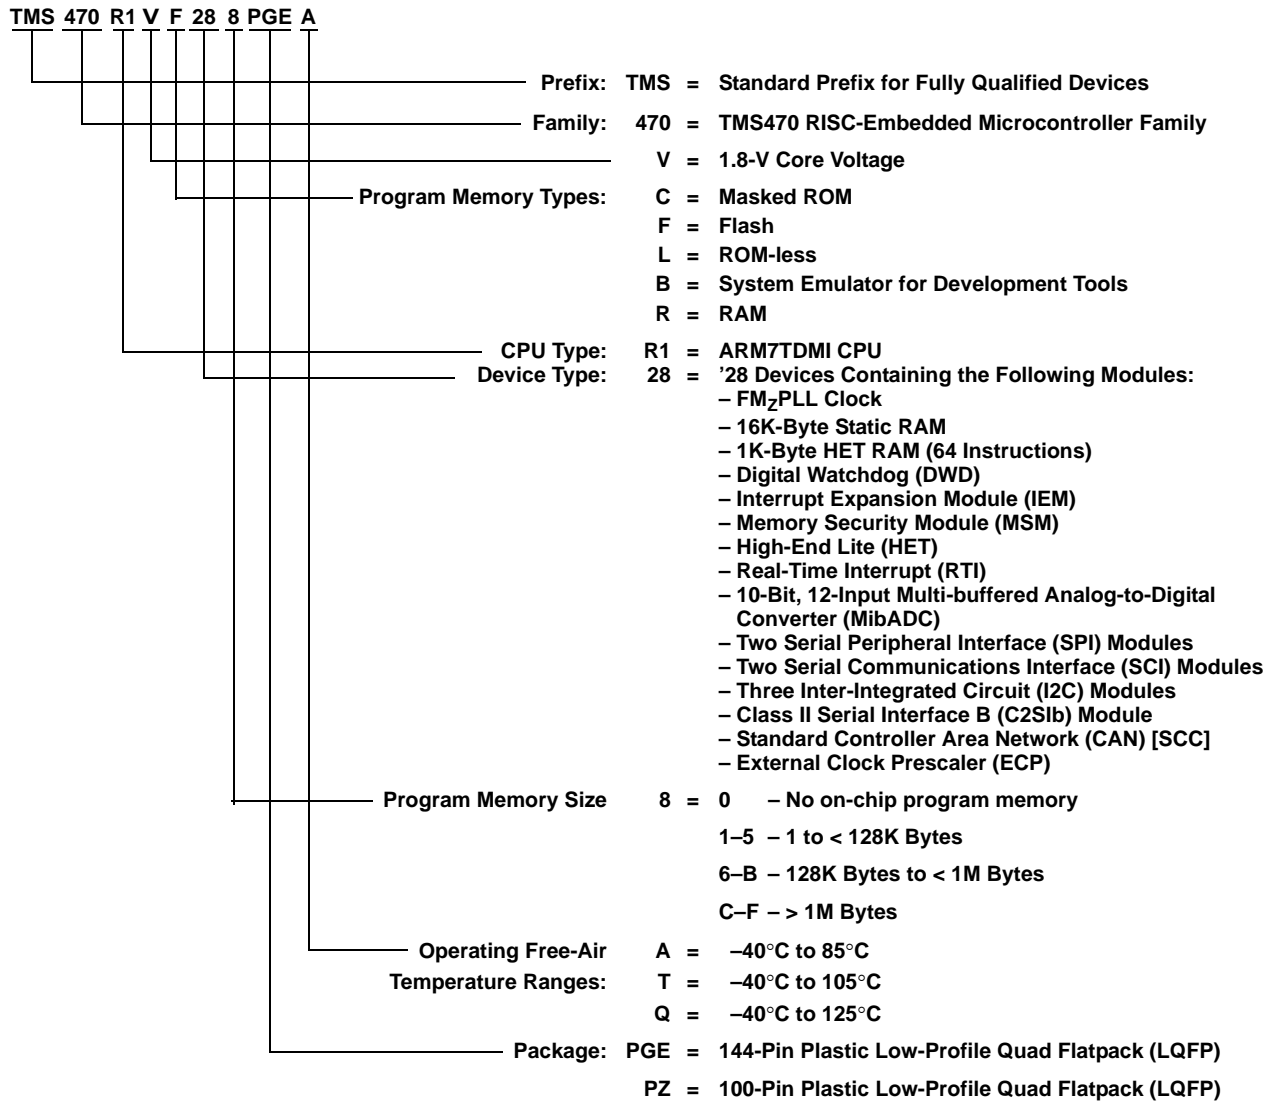 TMS 470 R1 V F 28 8 PGE A
Prefix: TMS = Standard Prefix for Fully Qualified Devices
Family: 470 = TMS470 RISC-Embedded Microcontroller Family
V = 1.8-V Core Voltage
Program Memory Types: C = Masked ROM
F = Flash
L = ROM-less
B = System Emulator for Development Tools
R = RAM
CPU Type: R1 = ARM7TDMI CPU
Device Type: 28 = ’28 Devices Containing the Following Modules:
– FMZPLL Clock
– 16K-Byte Static RAM
– 1K-Byte HET RAM (64 Instructions)
– Digital Watchdog (DWD)
– Interrupt Expansion Module (IEM)
– Memory Security Module (MSM)
– High-End Lite (HET)
– Real-Time Interrupt (RTI)
– 10-Bit, 12-Input Multi-buffered Analog-to-Digital
Converter (MibADC)
– Two Serial Peripheral Interface (SPI) Modules
– Two Serial Communications Interface (SCI) Modules
– Three Inter-Integrated Circuit (I2C) Modules
– Class II Serial Interface B (C2SIb) Module
– Standard Controller Area Network (CAN) [SCC]
– External Clock Prescaler (ECP)
Program Memory Size 8 = 0 – No on-chip program memory
1–5 – 1 to < 128K Bytes
6–B – 128K Bytes to < 1M Bytes
C–F – > 1M Bytes
Operating Free-Air A = –40°C to 85°C
Temperature Ranges: T = –40°C to 105°C
Q = –40°C to 125°C
Package: PGE = 144-Pin Plastic Low-Profile Quad Flatpack (LQFP)
PZ = 100-Pin Plastic Low-Profile Quad Flatpack (LQFP)